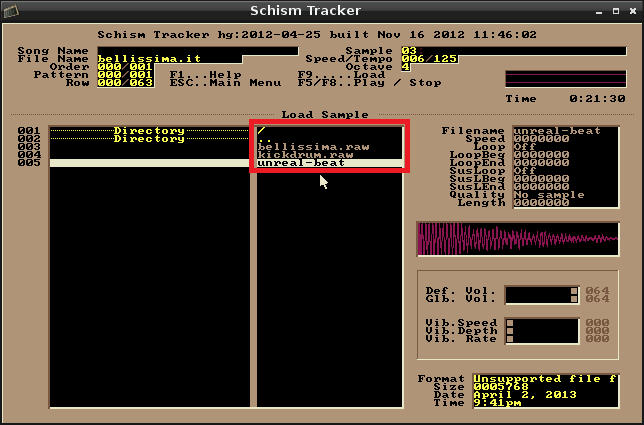 Schism Tracker
Schism Tracker hg:2012-04-25 built Nov 16 2012 11:46:02
Song Name Sample 03
File Name bellissima.it Speed/Tempo 006/125
Order 000/001 Octave 4
Pattern 000/001 F1...Help F9.....Load
Row 000/063 ESC..Main Menu F5/F8..Play / Stop
Time 0:21:30
Load Sample
001 Directory / Filename unreal-beat
002 Directory .. Speed 0000000
003 bellissima.raw Loop Off
004 kickdrum.raw LoopBeg 0000000
005 unreal-beat LoopEnd 0000000
SusLoop Off
SusLBeg 0000000
SusLEnd 0000000
Quality No sample
Length 0000000
Def. Vol. 064
Glb. Vol. 064
Vib.Speed 000
Vib.Depth 000
Vib. Rate 000
Format Unsupported file f
Size 0005768
Date April 2, 2013
Time 9:41pm